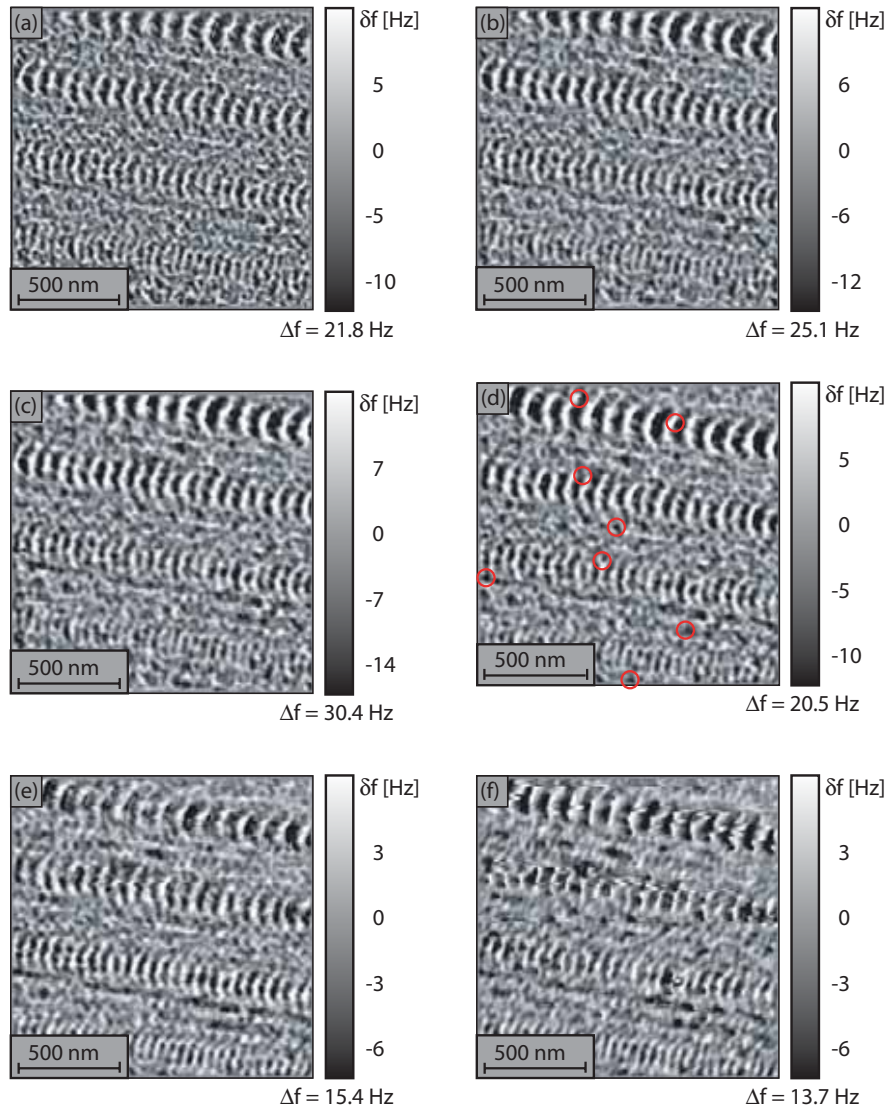 (a)
δf [Hz]
5
0
-5
-10
500 nm
Δf = 21.8 Hz
(b)
δf [Hz]
6
0
-6
-12
500 nm
Δf = 25.1 Hz
(c)
δf [Hz]
7
0
-7
-14
500 nm
Δf = 30.4 Hz
(d)
δf [Hz]
5
0
-5
-10
500 nm
Δf = 20.5 Hz
(e)
δf [Hz]
3
0
-3
-6
500 nm
Δf = 15.4 Hz
(f)
δf [Hz]
3
0
-3
-6
500 nm
Δf = 13.7 Hz